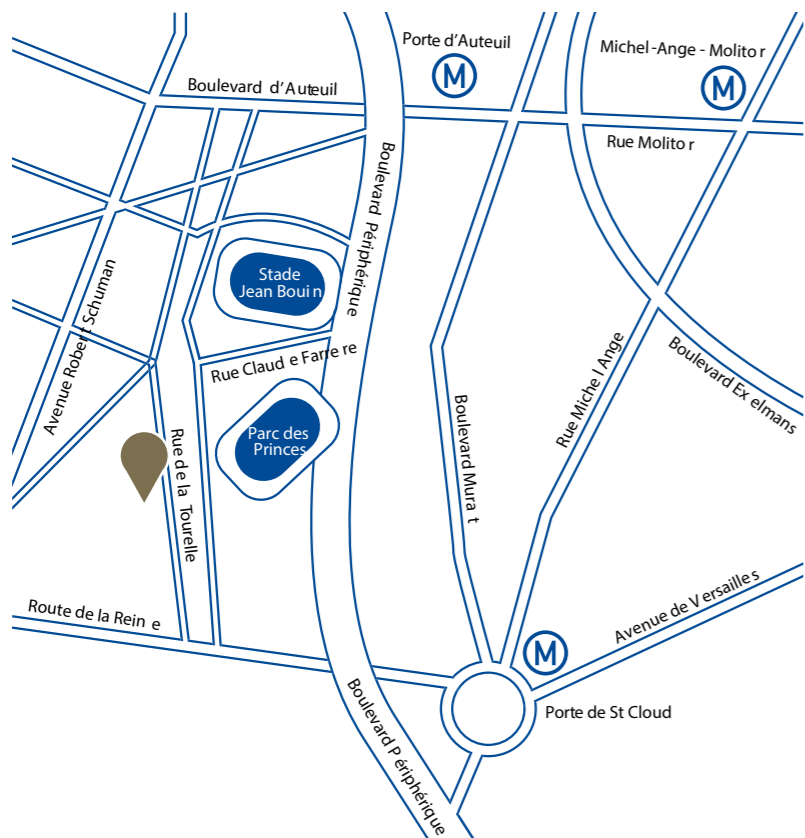 Porte d'Auteuil
Michel-Ange-Molitor
M
M
Boulevard d'Auteuil
Rue Molitor
Boulevard Périphérique
Stade
Jean Bouin
Avenue Robert Schuman
Rue Claude Farrere
Rue Michel Ange
Boulevard Exelmans
Boulevard Murat
Parc des
Princes
Rue de la Tourelle
Route de la Reine
Avenue de Versailles
M
Boulevard Périphérique
Porte de St Cloud